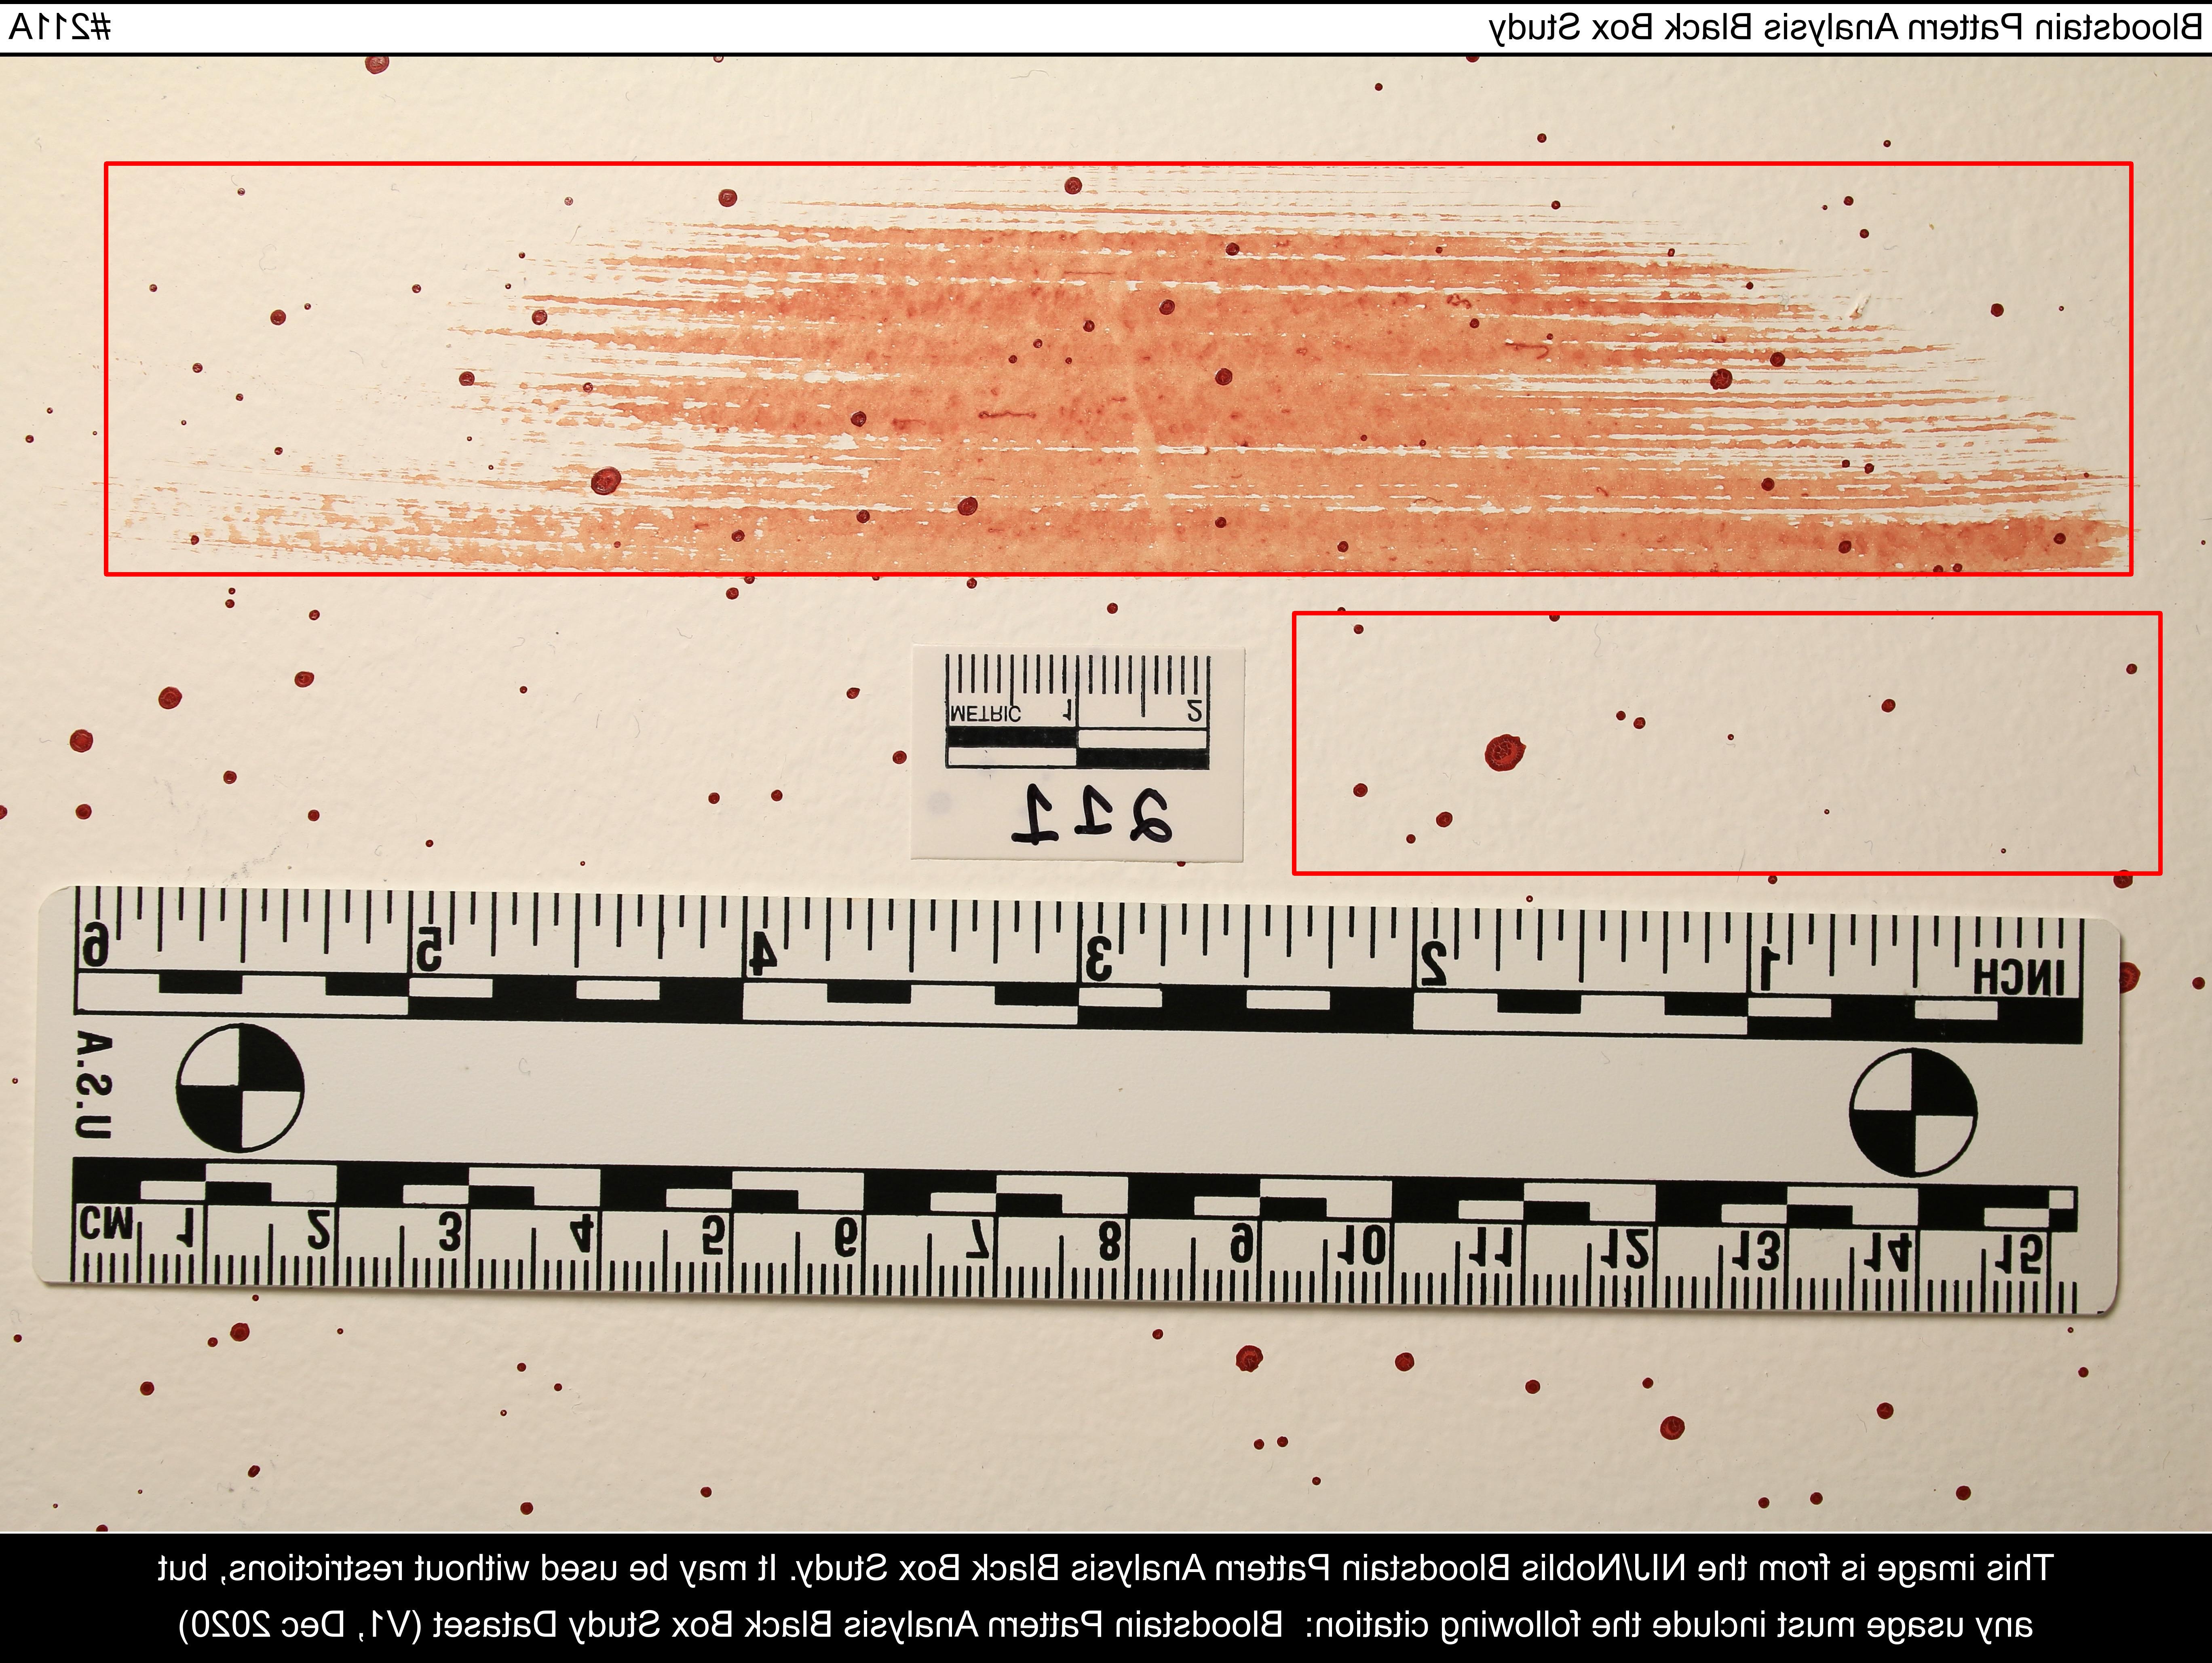 Bloodstain Pattern Analysis Black Box Study
#211A
METRIC 1 2
211
6 5 4 3 2 1 INCH
U.S.A
CM 1 2 3 4 5 6 7 8 9 10 11 12 13 14 15
This image is from the NIJ/Noblis Bloodstain Pattern Analysis Black Box Study. It may be used without restrictions, but
any usage must include the following citation: Bloodstain Pattern Analysis Black Box Study Dataset (V1, Dec 2020)